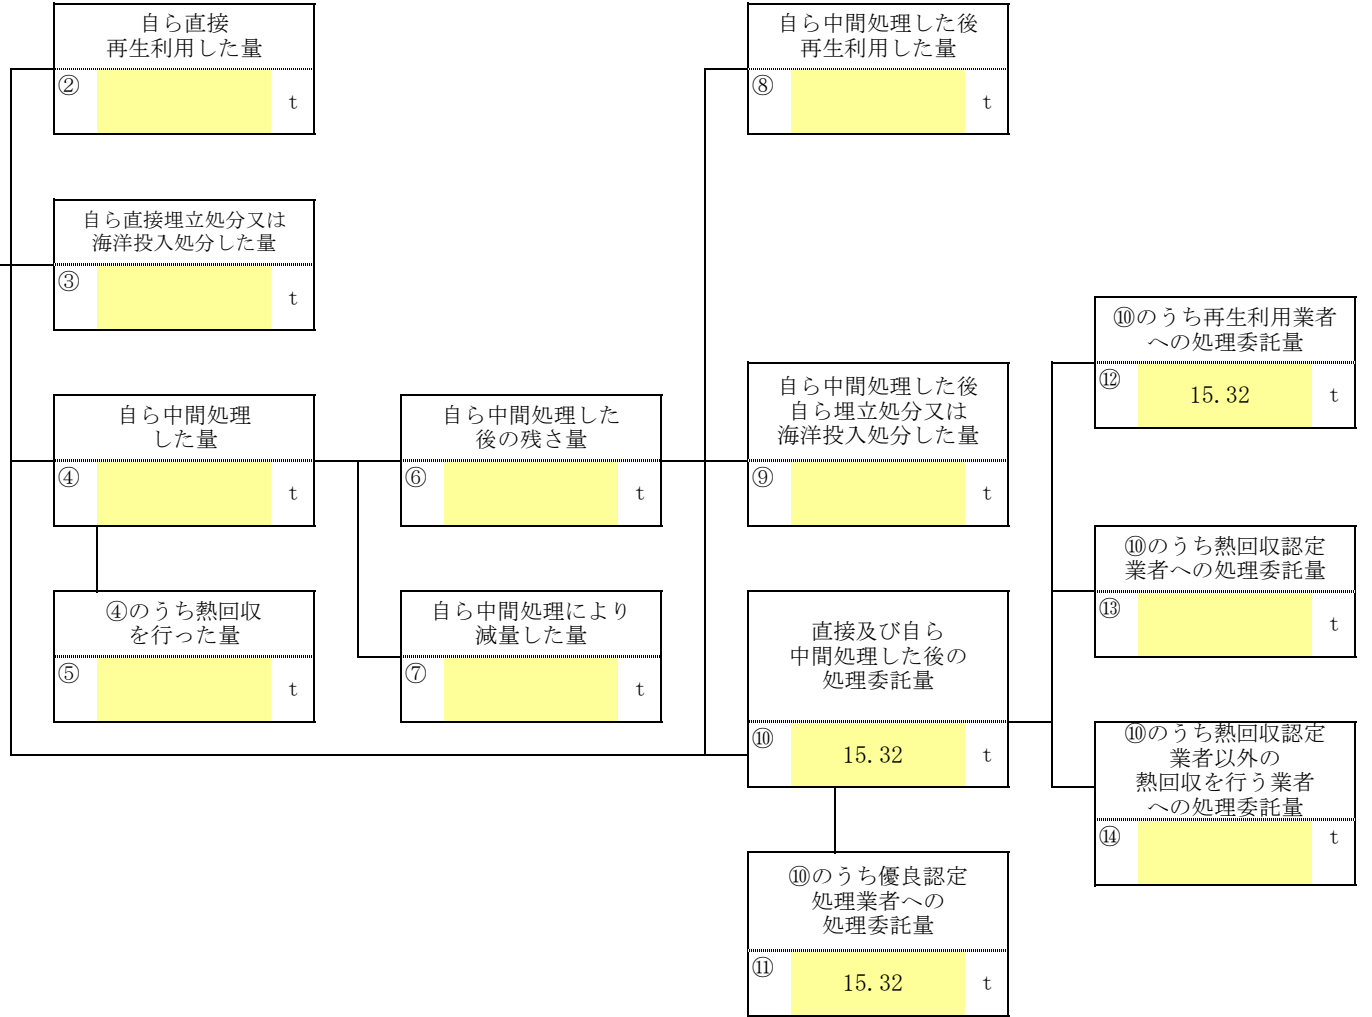 自ら直接
再生利用した量
②
t
自ら直接埋立処分又は
海洋投入処分した量
③
t
自ら中間処理
した量
④
t
④のうち熱回収
を行った量
⑤
t
自ら中間処理した
後の残さ量
⑥
t
自ら中間処理により
減量した量
⑦
t
自ら中間処理した後
再生利用した量
⑧
t
自ら中間処理した後
自ら埋立処分又は
海洋投入処分した量
⑨
t
直接及び自ら
中間処理した後の
処理委託量
⑩ 15.32 t
⑩のうち優良認定
処理業者への
処理委託量
⑪ 15.32 t
⑩のうち再生利用業者
への処理委託量
⑫ 15.32 t
⑩のうち熱回収認定
業者への処理委託量
⑬
t
⑩のうち熱回収認定
業者以外の
熱回収を行う業者
への処理委託量
⑭
t